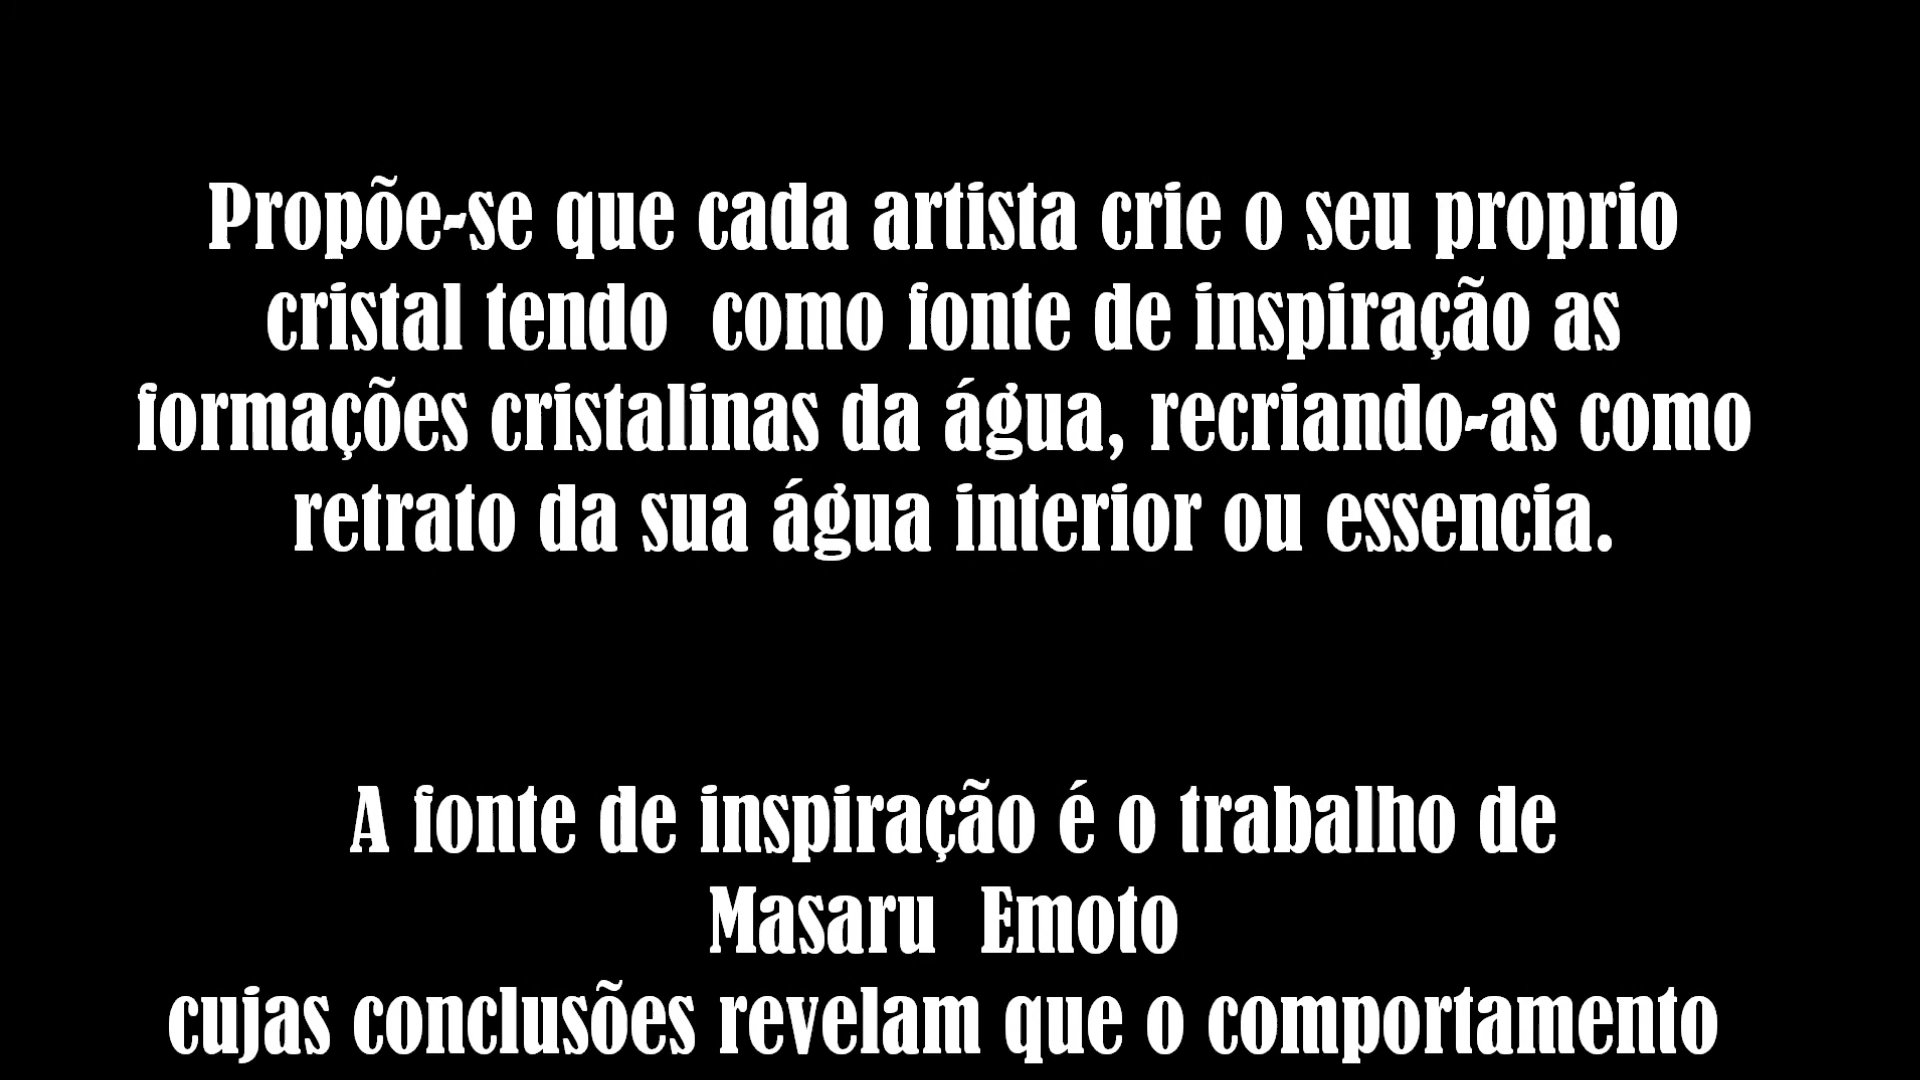 Propõe-se que cada artista crie o seu proprio
cristal tendo como fonte de inspiração as
formações cristalinas da água, recriando-as como
retrato da sua água interior ou essencia.
A fonte de inspiração é o trabalho de
Masaru Emoto
cujas conclusões revelam que o comportamento